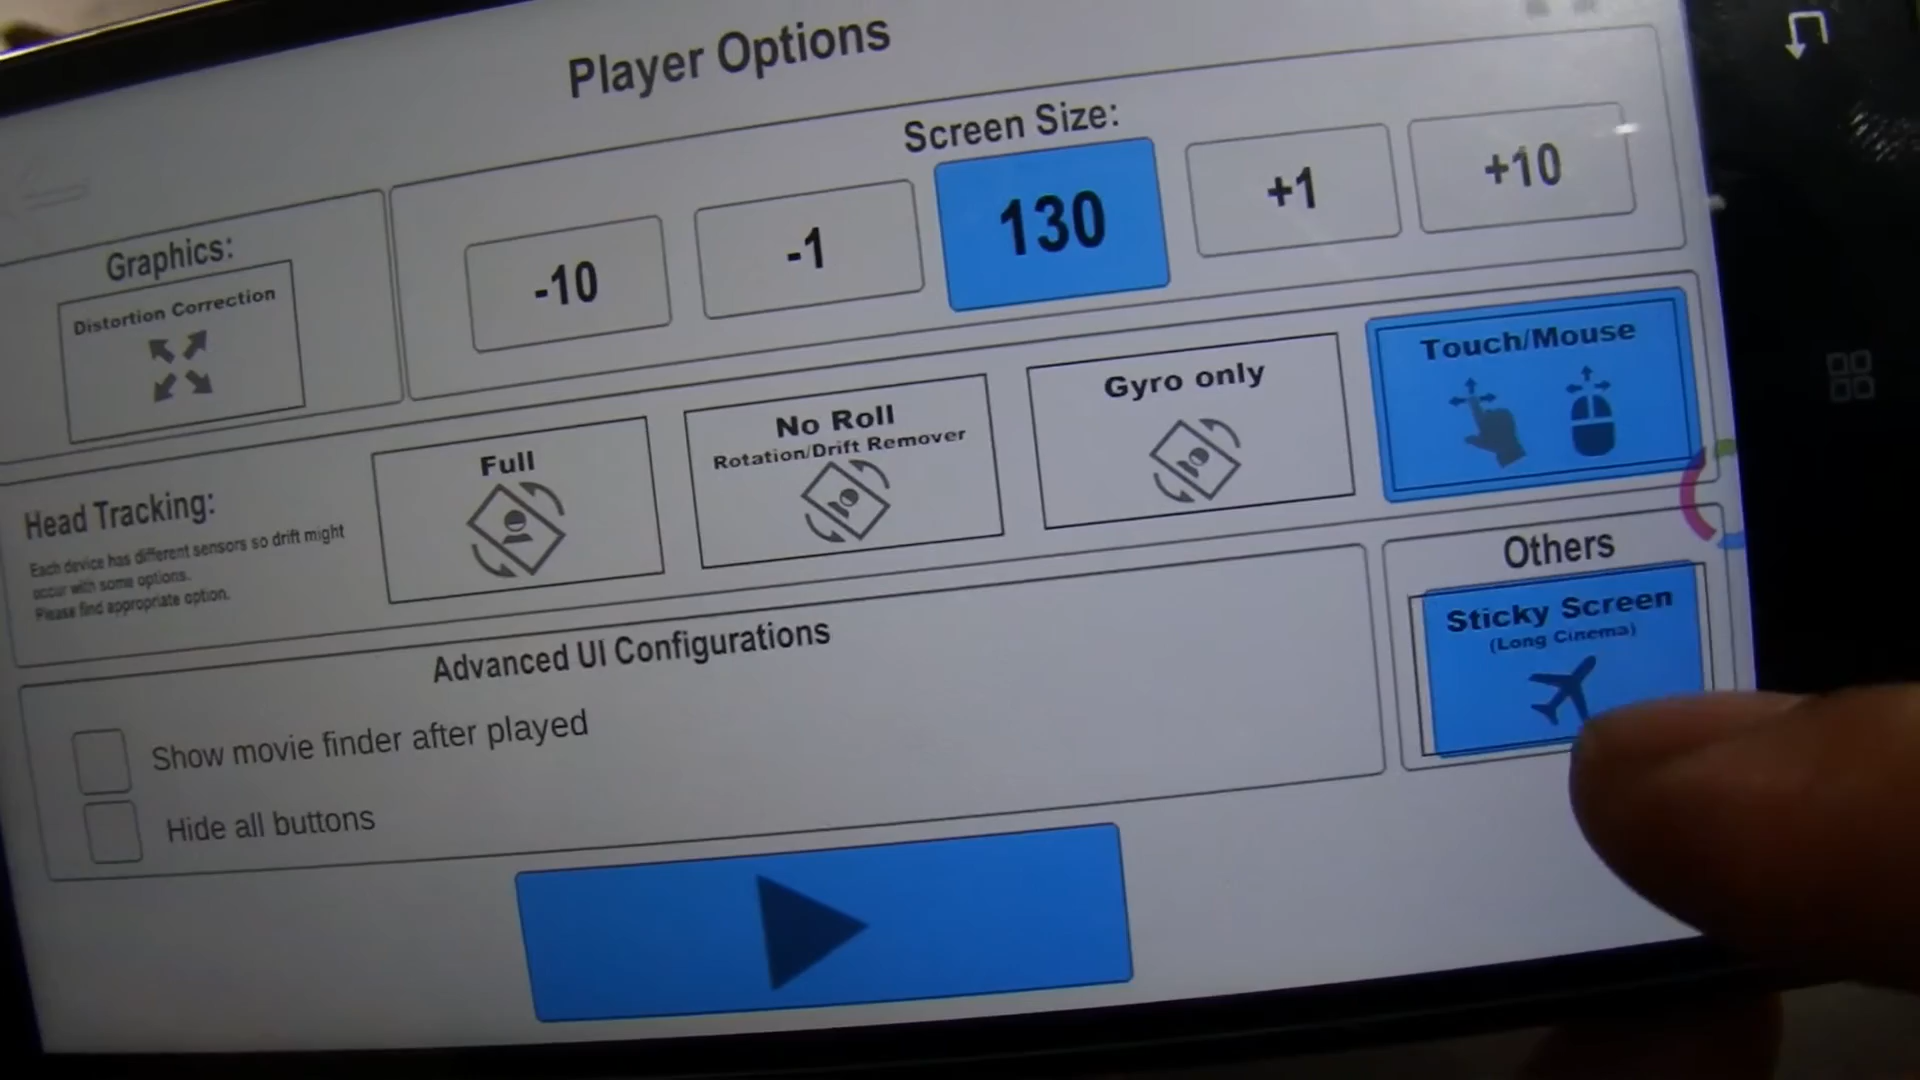 Player Options
Screen Size:
-10
-1
130
+1
+10
Graphics:
Distortion Correction
Head Tracking:
Each device has different sensors so drift might
occur with some options.
Please find appropriate option.
Full
No Roll
Rotation/Drift Remover
Gyro only
Touch/Mouse
Advanced UI Configurations
Show movie finder after played
Hide all buttons
Others
Sticky Screen
(Long Cinema)